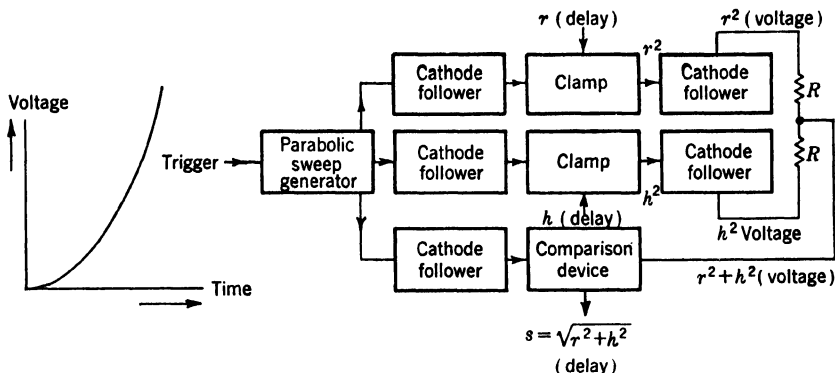 Voltage
Time
Trigger
Parabolic
sweep
generator
Cathode
follower
r (delay)
Clamp
r²
Cathode
follower
r² (voltage)
R
Cathode
follower
Clamp
h²
Cathode
follower
R
h (delay)
h² Voltage
Cathode
follower
Comparison
device
r²+h² (voltage)
s=√r²+h²
(delay)